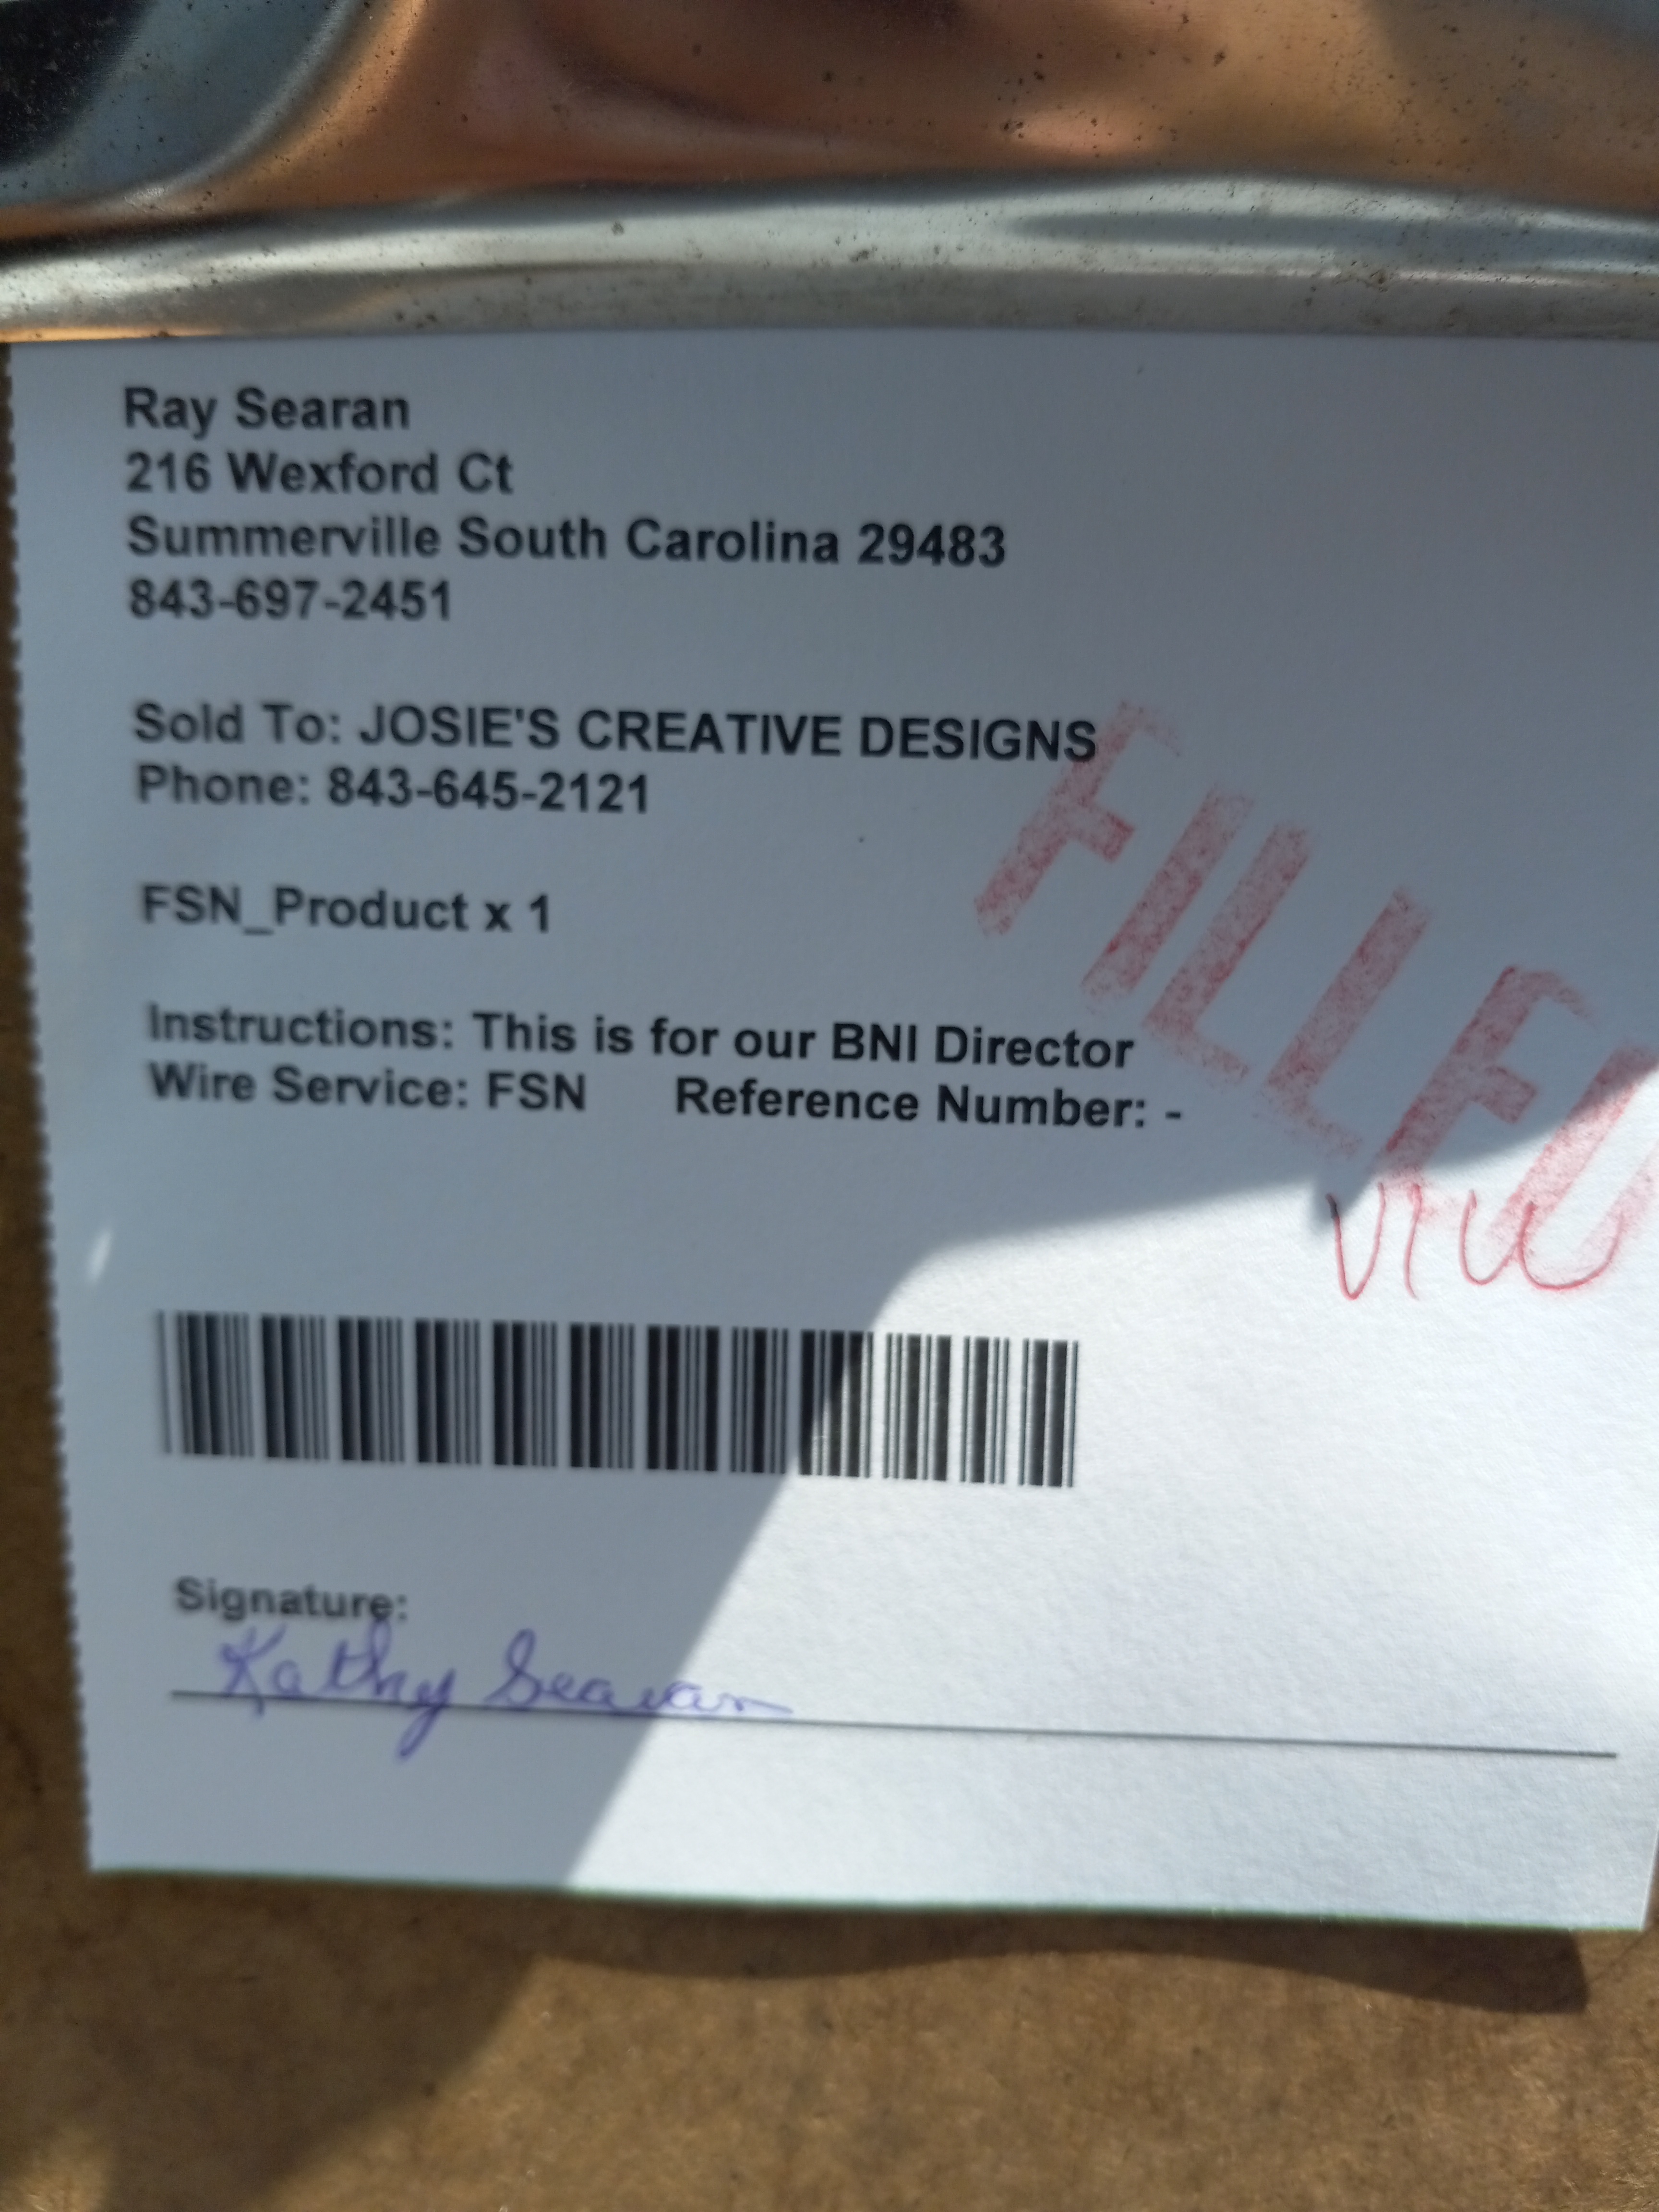 Ray Searan
216 Wexford Ct
Summerville South Carolina 29483
843-697-2451
Sold To: JOSIE'S CREATIVE DESIGNS
Phone: 843-645-2121
FSN_Product x 1
Instructions: This is for our BNI Director
Wire Service: FSN Reference Number: -
FILLE
Signature:
Kathy Searan